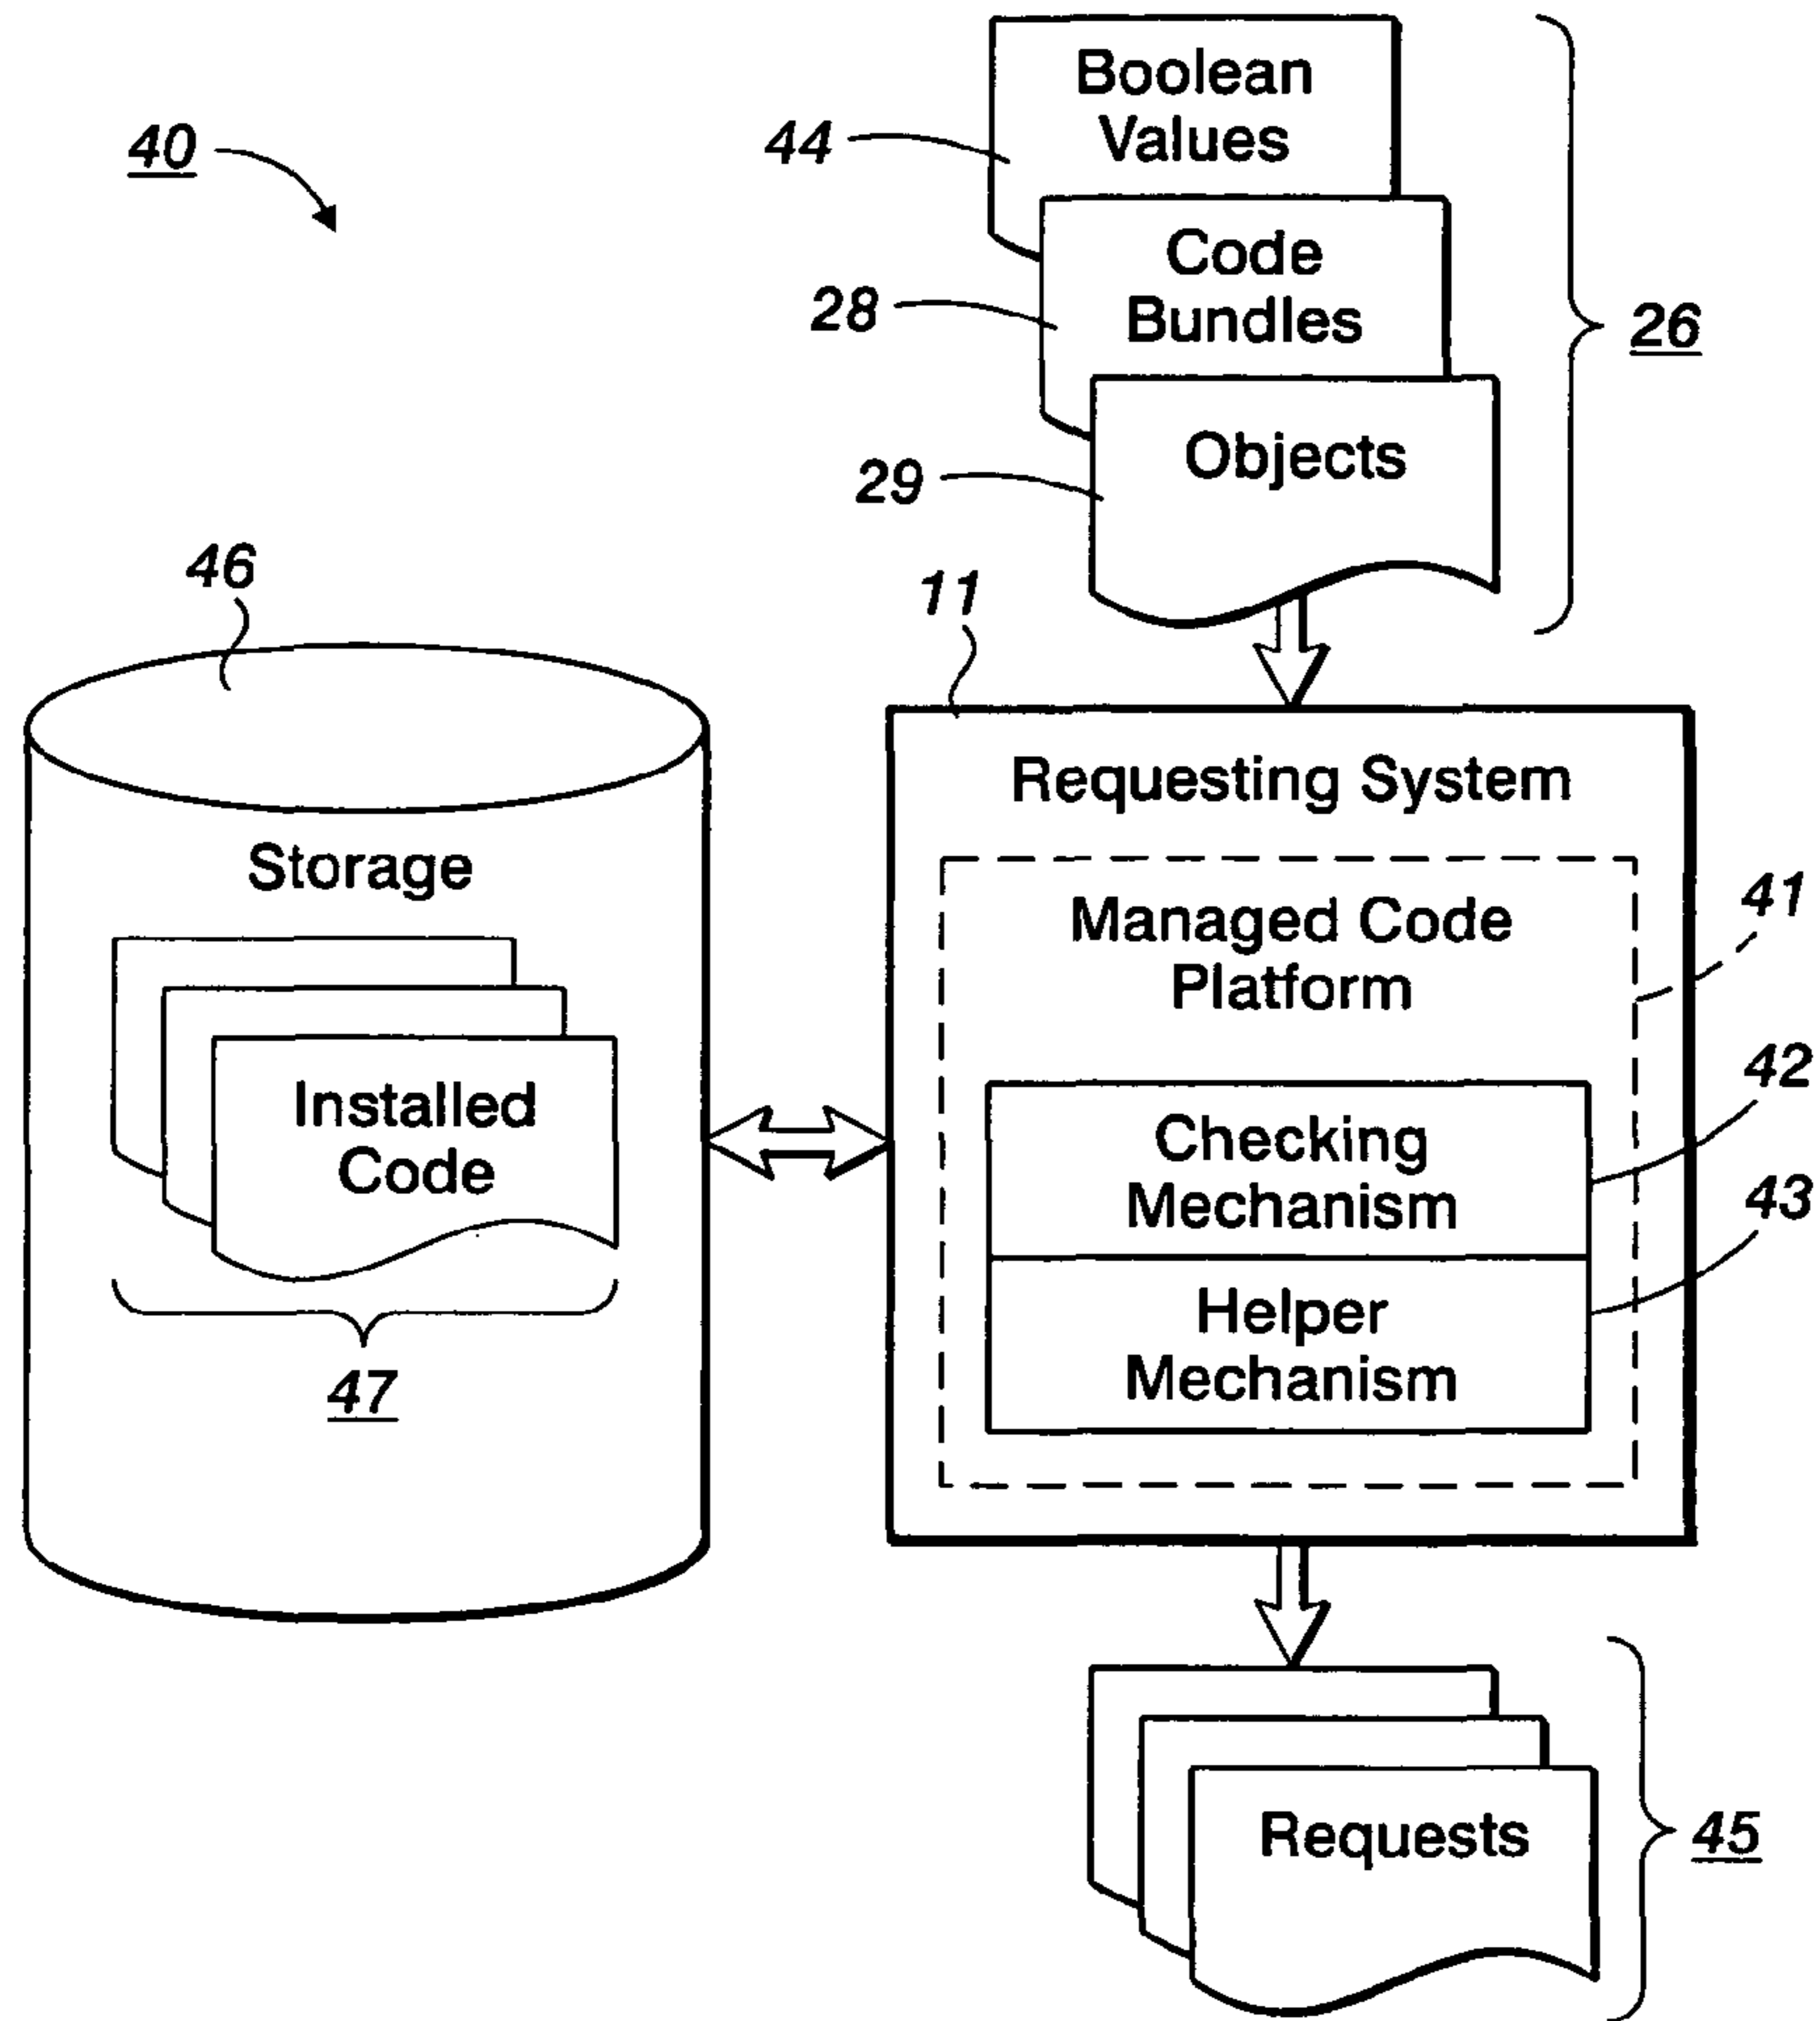 40
44
Boolean
Values
28
Code
Bundles
26
29
Objects
46
11
Storage
Requesting System
41
Managed Code
Platform
42
Installed
Code
Checking
Mechanism
43
Helper
Mechanism
47
Requests
45